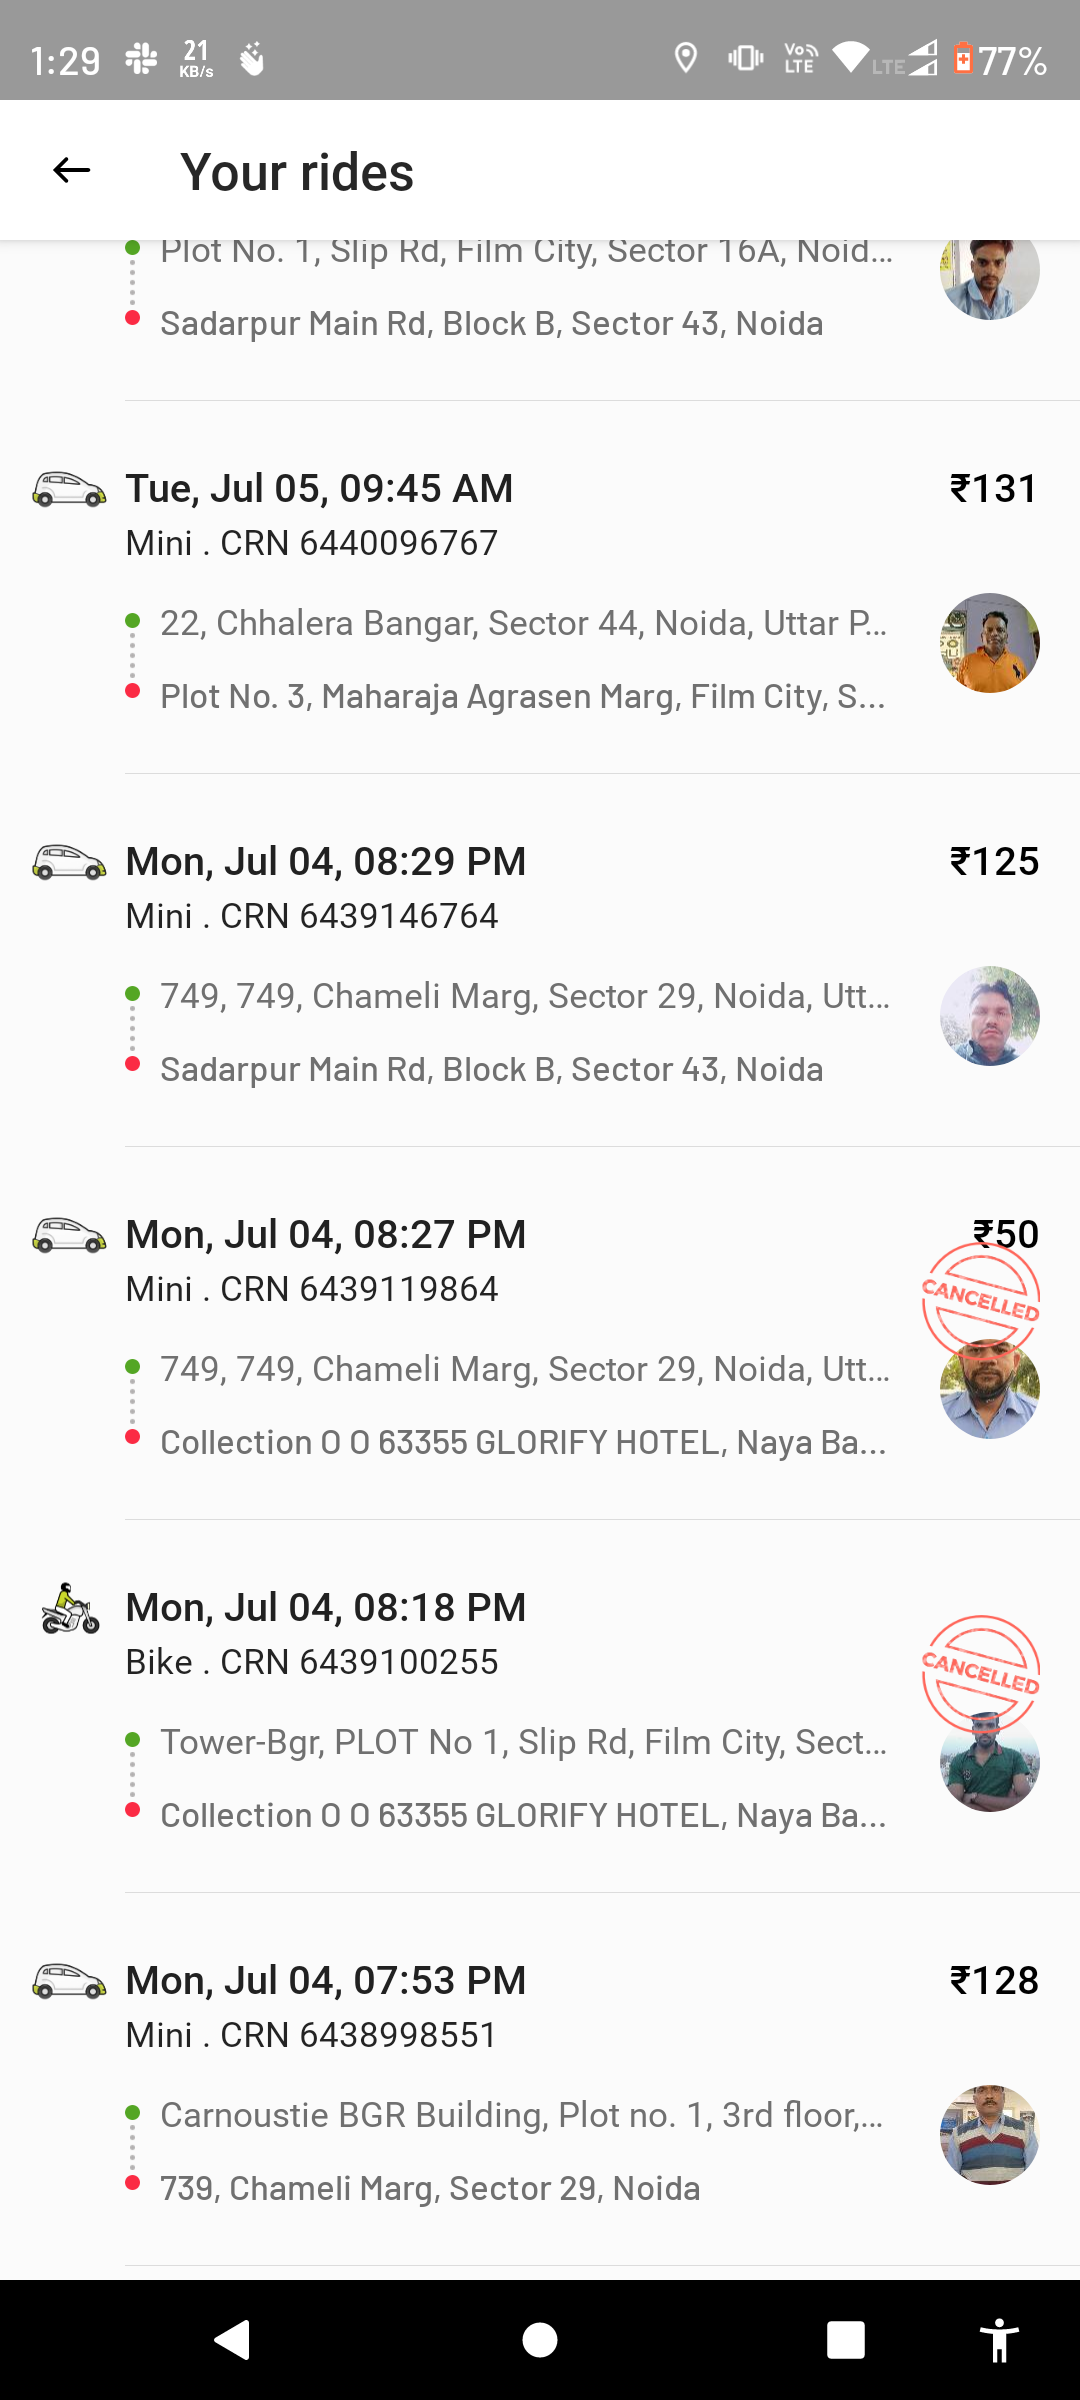 1:29 21 KB/s Vo LTE LTE 77%
Your rides
Plot No. 1, Slip Rd, Film City, Sector 16A, Noid...
Sadarpur Main Rd, Block B, Sector 43, Noida
Tue, Jul 05, 09:45 AM ₹131
Mini . CRN 6440096767
22, Chhalera Bangar, Sector 44, Noida, Uttar P...
Plot No. 3, Maharaja Agrasen Marg, Film City, S...
Mon, Jul 04, 08:29 PM ₹125
Mini . CRN 6439146764
749, 749, Chameli Marg, Sector 29, Noida, Utt...
Sadarpur Main Rd, Block B, Sector 43, Noida
Mon, Jul 04, 08:27 PM ₹50
Mini . CRN 6439119864
CANCELLED
749, 749, Chameli Marg, Sector 29, Noida, Utt...
Collection O O 63355 GLORIFY HOTEL, Naya Ba...
Mon, Jul 04, 08:18 PM
Bike . CRN 6439100255
CANCELLED
Tower-Bgr, PLOT No 1, Slip Rd, Film City, Sect...
Collection O O 63355 GLORIFY HOTEL, Naya Ba...
Mon, Jul 04, 07:53 PM ₹128
Mini . CRN 6438998551
Carnoustie BGR Building, Plot no. 1, 3rd floor,...
739, Chameli Marg, Sector 29, Noida